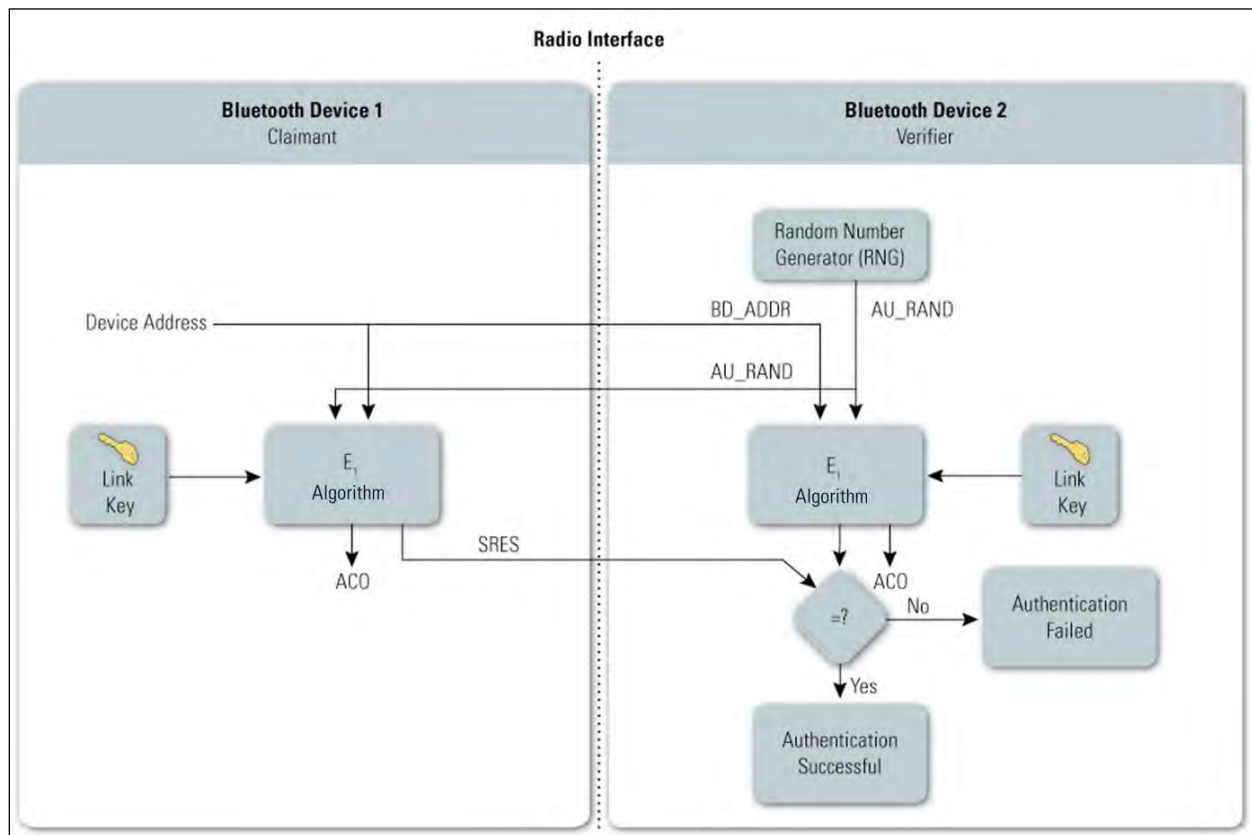 Radio Interface
Bluetooth Device 1
Claimant
Bluetooth Device 2
Verifier
Random Number
Generator (RNG)
Device Address
BD_ADDR
AU_RAND
AU_RAND
Link
Key
E1
Algorithm
E1
Algorithm
Link
Key
SRES
ACO
ACO
=?
No
Authentication
Failed
Yes
Authentication
Successful